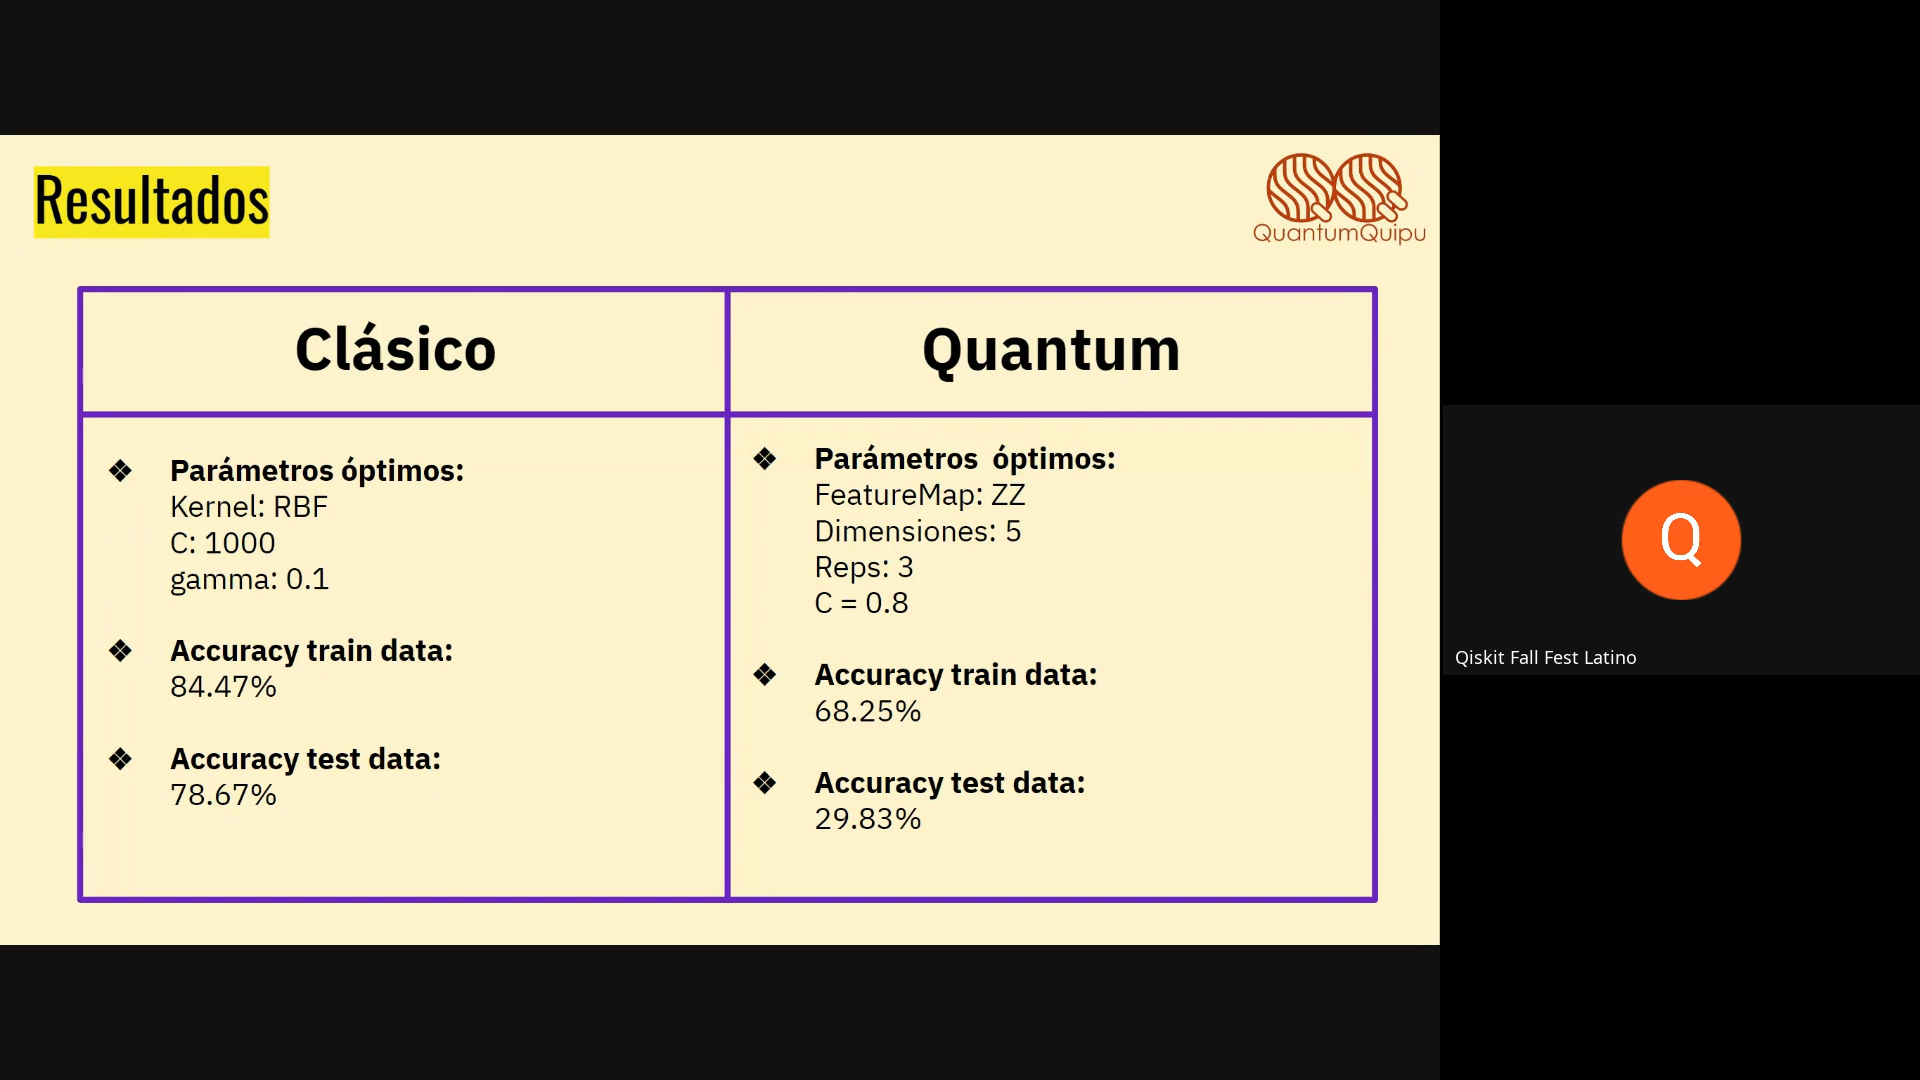 Resultados
QuantumQuipu
Clásico
Quantum
❖ Parámetros óptimos:
Kernel: RBF
C: 1000
gamma: 0.1
❖ Accuracy train data:
84.47%
❖ Accuracy test data:
78.67%
❖ Parámetros óptimos:
FeatureMap: ZZ
Dimensiones: 5
Reps: 3
C = 0.8
❖ Accuracy train data:
68.25%
❖ Accuracy test data:
29.83%
Q
Qiskit Fall Fest Latino